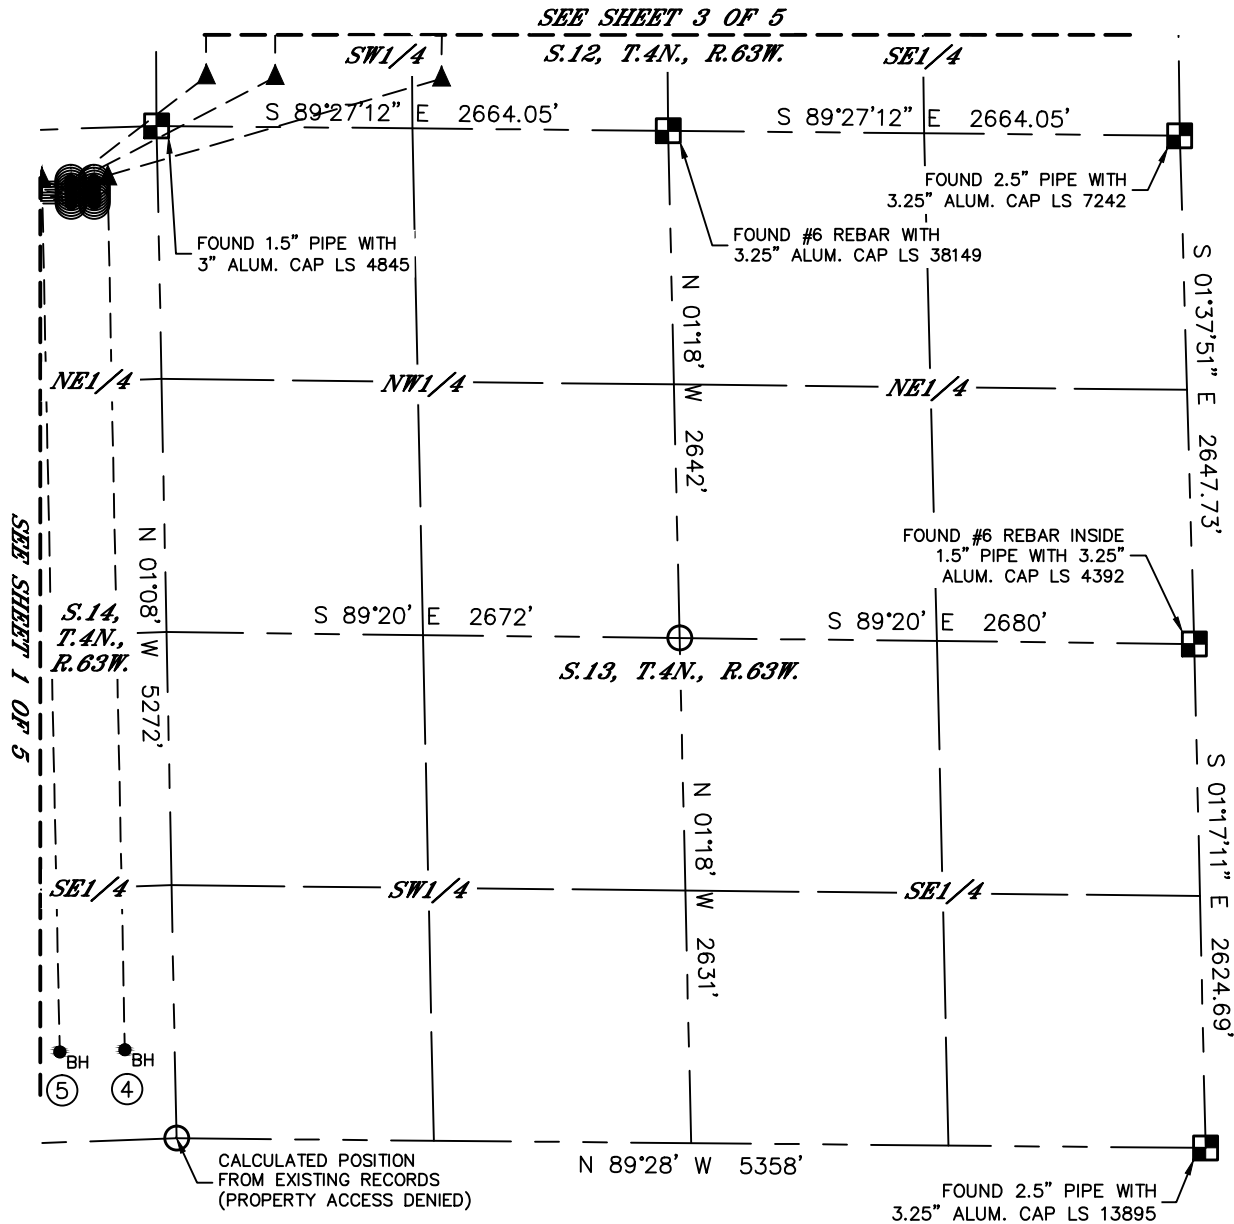 SEE SHEET 3 OF 5
SW1/4
S.12, T.4N., R.63W.
SE1/4
S 89°27'12" E 2664.05'
S 89°27'12" E 2664.05'
FOUND 2.5" PIPE WITH
3.25" ALUM. CAP LS 7242
FOUND 1.5" PIPE WITH
3" ALUM. CAP LS 4845
FOUND #6 REBAR WITH
3.25" ALUM. CAP LS 38149
N 01°18' W 2642'
S 01°37'51" E 2647.73'
NE1/4
NW1/4
NE1/4
SEE SHEET 1 OF 5
N 01°08' W 5272'
FOUND #6 REBAR INSIDE
1.5" PIPE WITH 3.25"
ALUM. CAP LS 4392
S.14,
T.4N.,
R.63W.
S 89°20' E 2672'
S 89°20' E 2680'
S.13, T.4N., R.63W.
N 01°18' W 2631'
S 01°17'11" E 2624.69'
SE1/4
SW1/4
SE1/4
BH
BH
5
4
CALCULATED POSITION
FROM EXISTING RECORDS
(PROPERTY ACCESS DENIED)
N 89°28' W 5358'
FOUND 2.5" PIPE WITH
3.25" ALUM. CAP LS 13895